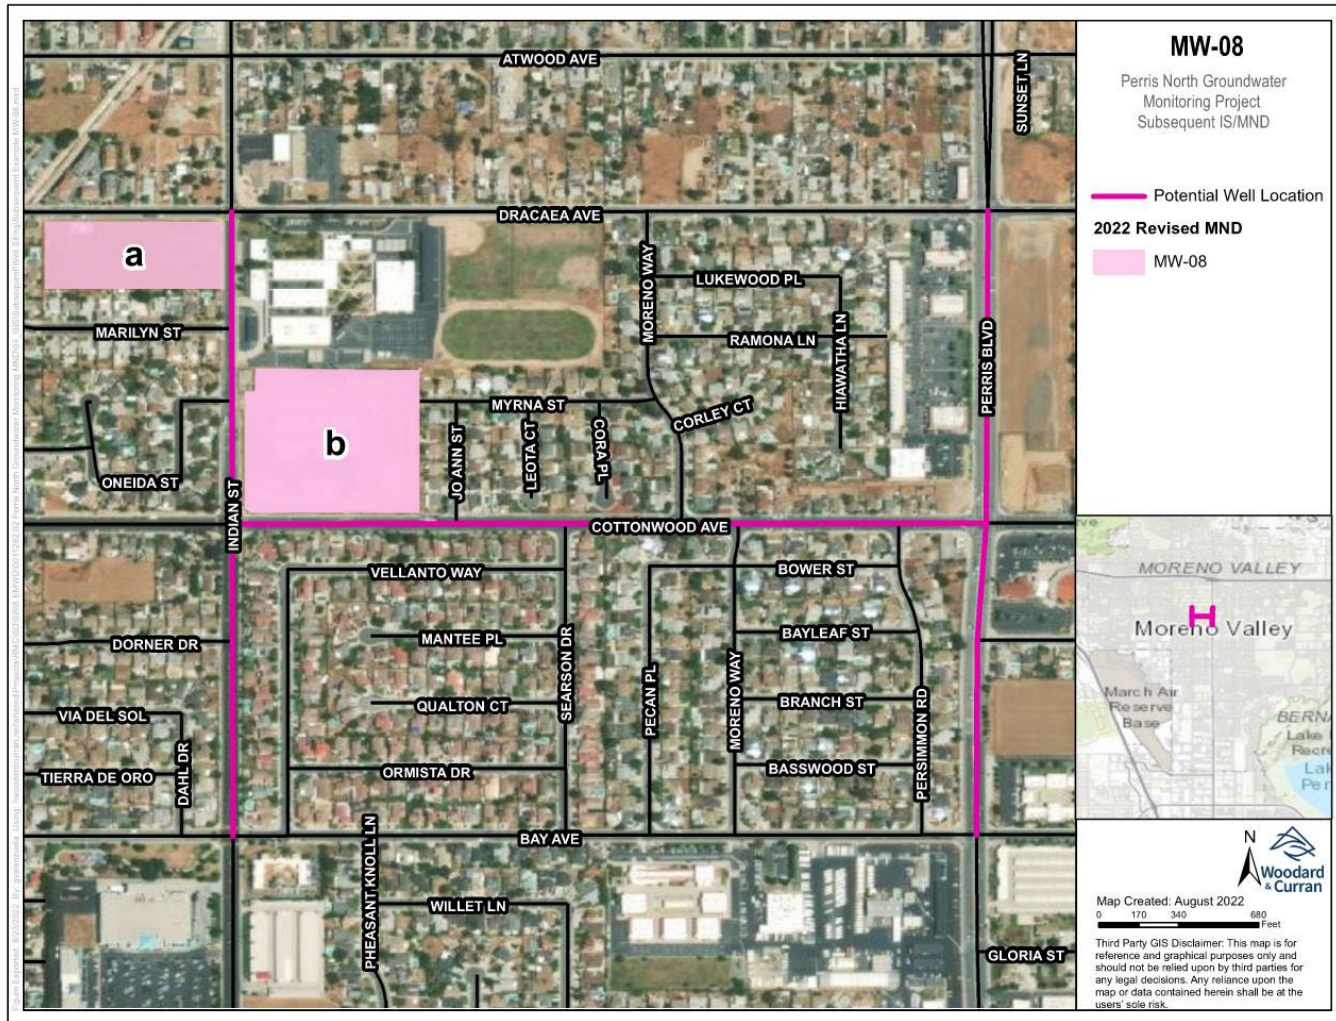 ATWOOD AVE
SUNSET LN
DRACAEA AVE
a
MORENO WAY
LUKEWOOD PL
MARILYN ST
RAMONA LN
HIAWATHA LN
PERRIS BLVD
MYRNA ST
CORLEY CT
b
JO ANN ST
LEOTA CT
CORA PL
ONEIDA ST
INDIAN ST
COTTONWOOD AVE
VELLANTO WAY
BOWER ST
MANTEE PL
BAYLEAF ST
DORNER DR
SEARSON DR
PECAN PL
MORENO WAY
QUALTON CT
BRANCH ST
PERSIMMON RD
VIA DEL SOL
TIERRA DE ORO
DAHL DR
ORMISTA DR
BASSWOOD ST
BAY AVE
PHEASANT KNOLL LN
WILLET LN
GLORIA ST
MW-08
Perris North Groundwater
Monitoring Project
Subsequent IS/MND
Potential Well Location
2022 Revised MND
MW-08
MORENO VALLEY
Moreno Valley
March Air
Reserve
Base
BERNA
Lake
Recre
Lak
Per
N
Woodard
& Curran
Map Created: August 2022
0 170 340 680
Feet
Third Party GIS Disclaimer: This map is for
reference and graphical purposes only and
should not be relied upon by third parties for
any legal decisions. Any reliance upon the
map or data contained herein shall be at the
users' sole risk.